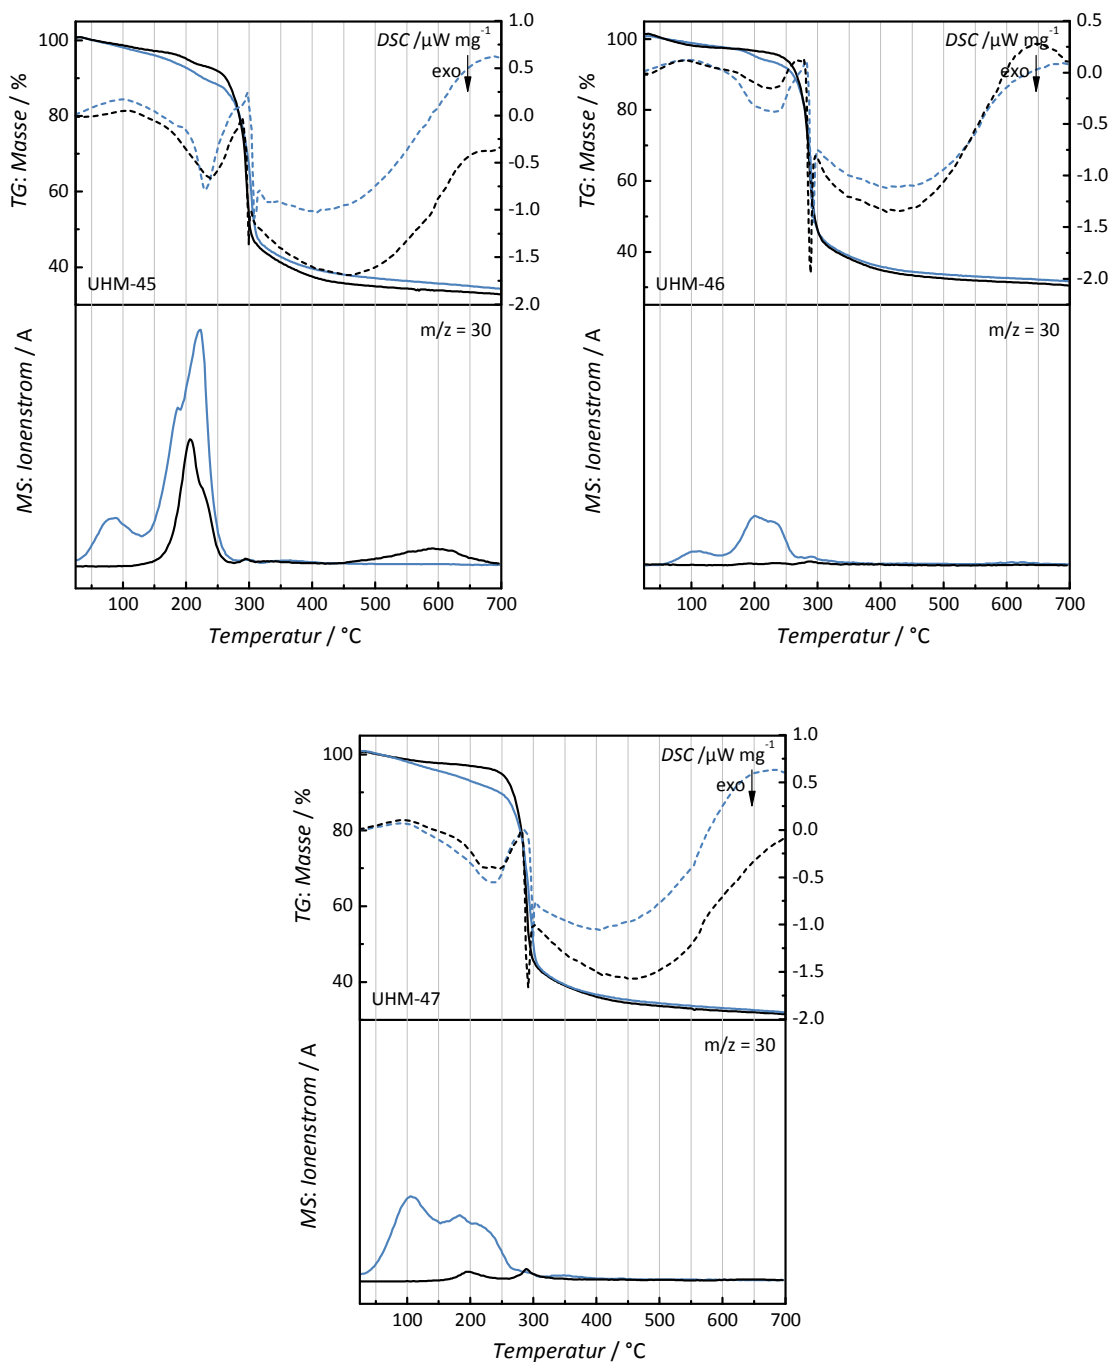 DSC /µW mg⁻¹
exo
TG: Masse / %
100
80
60
40
1.0
0.5
0.0
-0.5
-1.0
-1.5
-2.0
UHM-45
m/z = 30
MS: Ionenstrom / A
100 200 300 400 500 600 700
Temperatur / °C
DSC /µW mg⁻¹
exo
TG: Masse / %
100
80
60
40
0.5
0.0
-0.5
-1.0
-1.5
-2.0
UHM-46
m/z = 30
MS: Ionenstrom / A
100 200 300 400 500 600 700
Temperatur / °C
DSC /µW mg⁻¹
exo
TG: Masse / %
100
80
60
40
1.0
0.5
0.0
-0.5
-1.0
-1.5
-2.0
UHM-47
m/z = 30
MS: Ionenstrom / A
100 200 300 400 500 600 700
Temperatur / °C